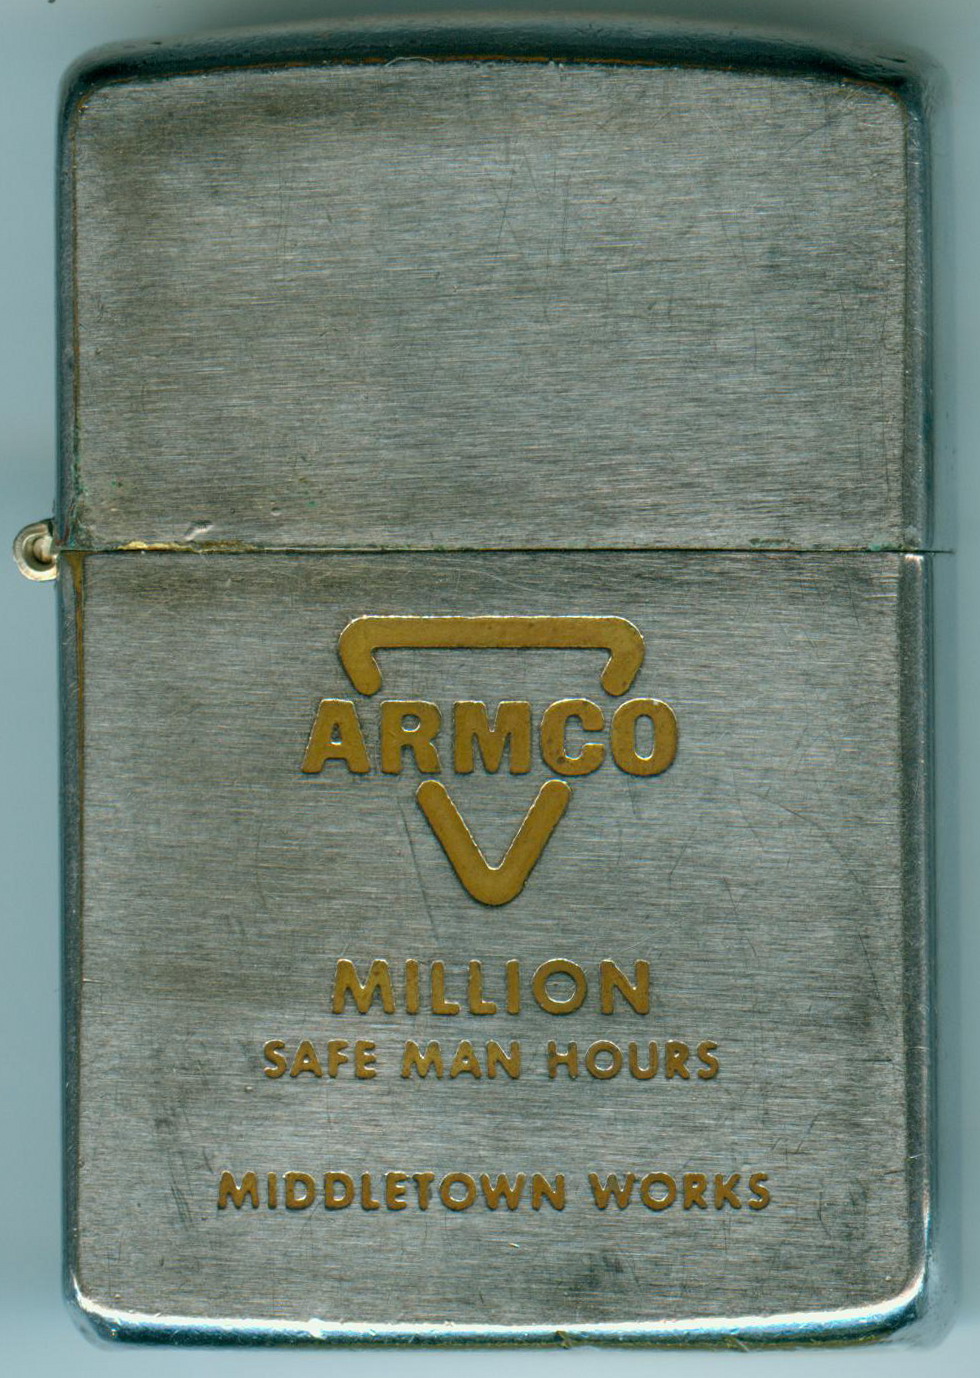 ARMCO
MILLION
SAFE MAN HOURS
MIDDLETOWN WORKS